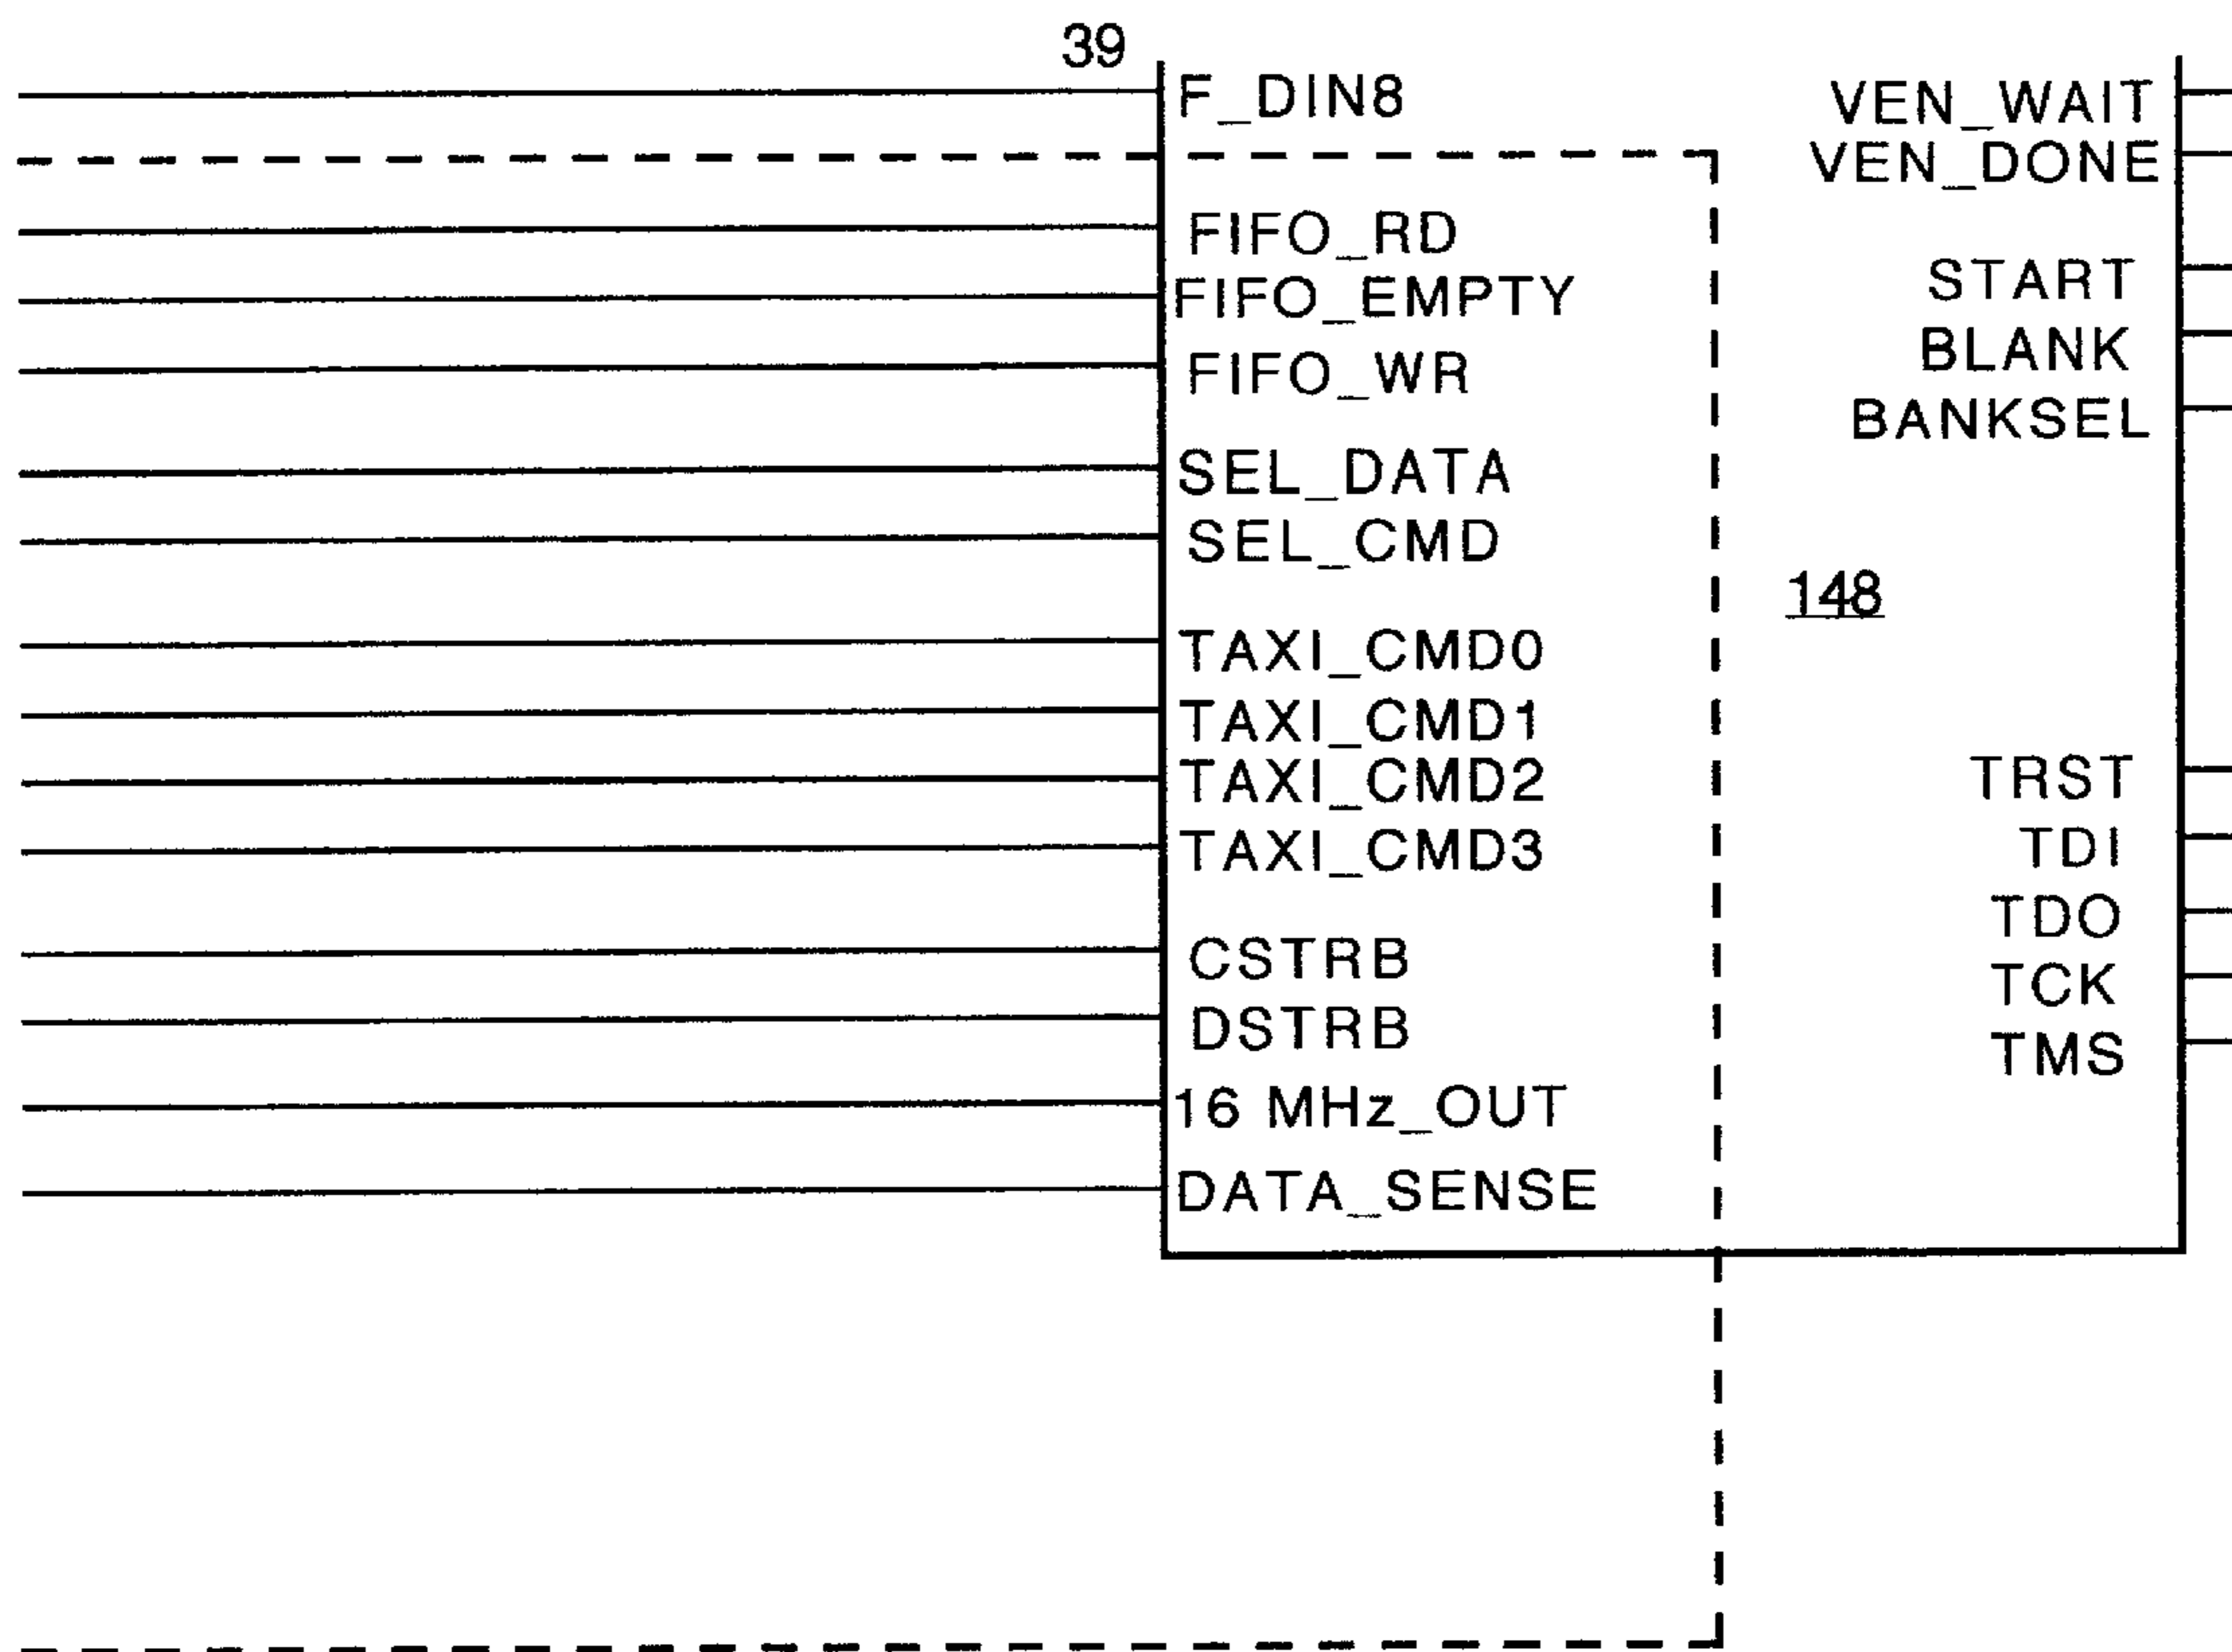 39
F_DIN8
VEN_WAIT
VEN_DONE
FIFO_RD
START
FIFO_EMPTY
BLANK
FIFO_WR
BANKSEL
SEL_DATA
SEL_CMD
148
TAXI_CMD0
TAXI_CMD1
TAXI_CMD2
TRST
TAXI_CMD3
TDI
TDO
CSTRB
TCK
DSTRB
TMS
16 MHz_OUT
DATA_SENSE